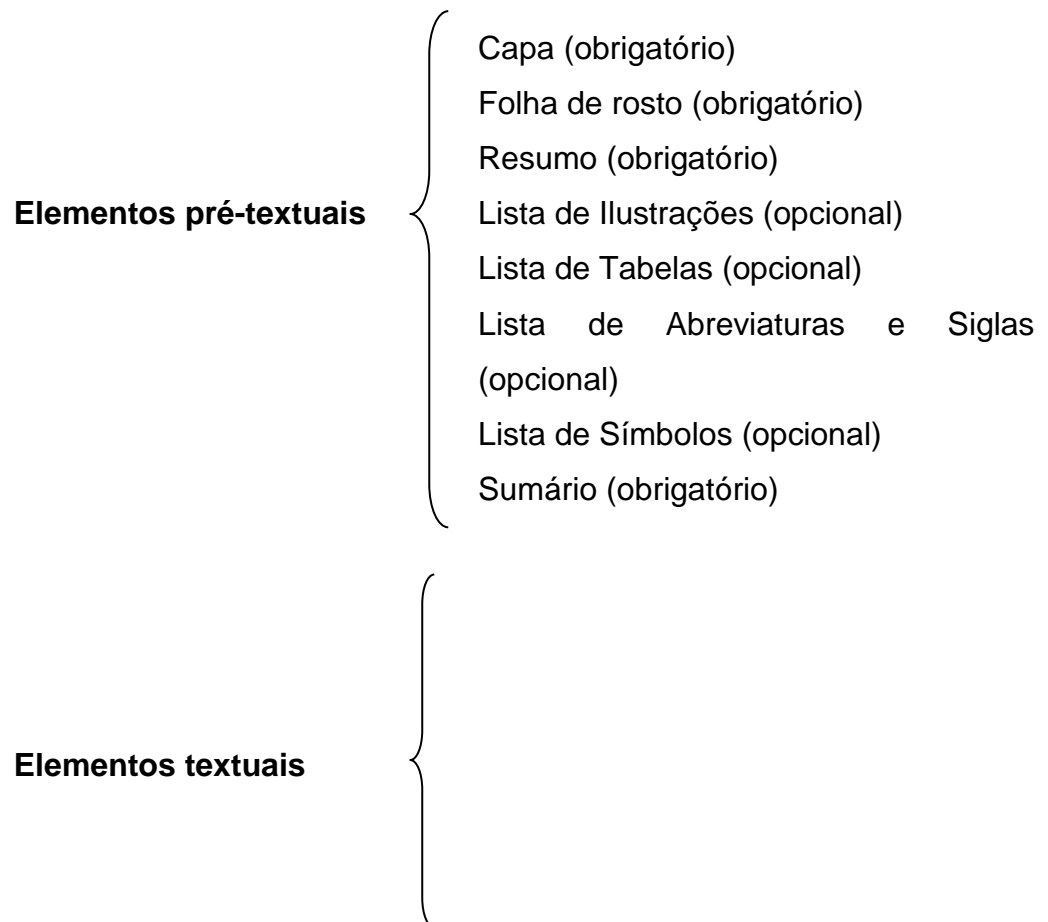 Capa (obrigatório)
Folha de rosto (obrigatório)
Resumo (obrigatório)
Elementos pré-textuais
Lista de Ilustrações (opcional)
Lista de Tabelas (opcional)
Lista de Abreviaturas e Siglas
(opcional)
Lista de Símbolos (opcional)
Sumário (obrigatório)
Elementos textuais